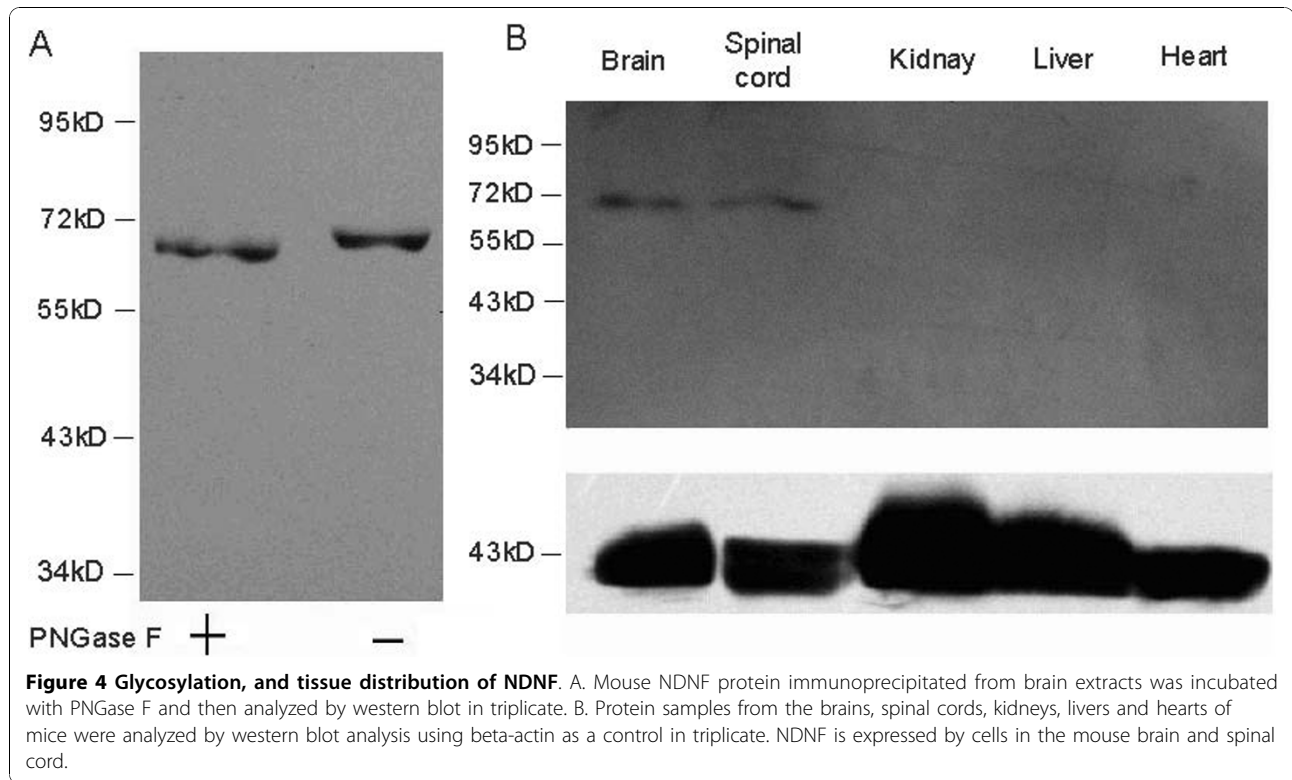 A
95kD
72kD
55kD
43kD
34kD
PNGase F + −
B
Brain Spinal cord Kidnay Liver Heart
95kD
72kD
55kD
43kD
34kD
43kD
Figure 4 Glycosylation, and tissue distribution of NDNF. A. Mouse NDNF protein immunoprecipitated from brain extracts was incubated
with PNGase F and then analyzed by western blot in triplicate. B. Protein samples from the brains, spinal cords, kidneys, livers and hearts of
mice were analyzed by western blot analysis using beta-actin as a control in triplicate. NDNF is expressed by cells in the mouse brain and spinal
cord.